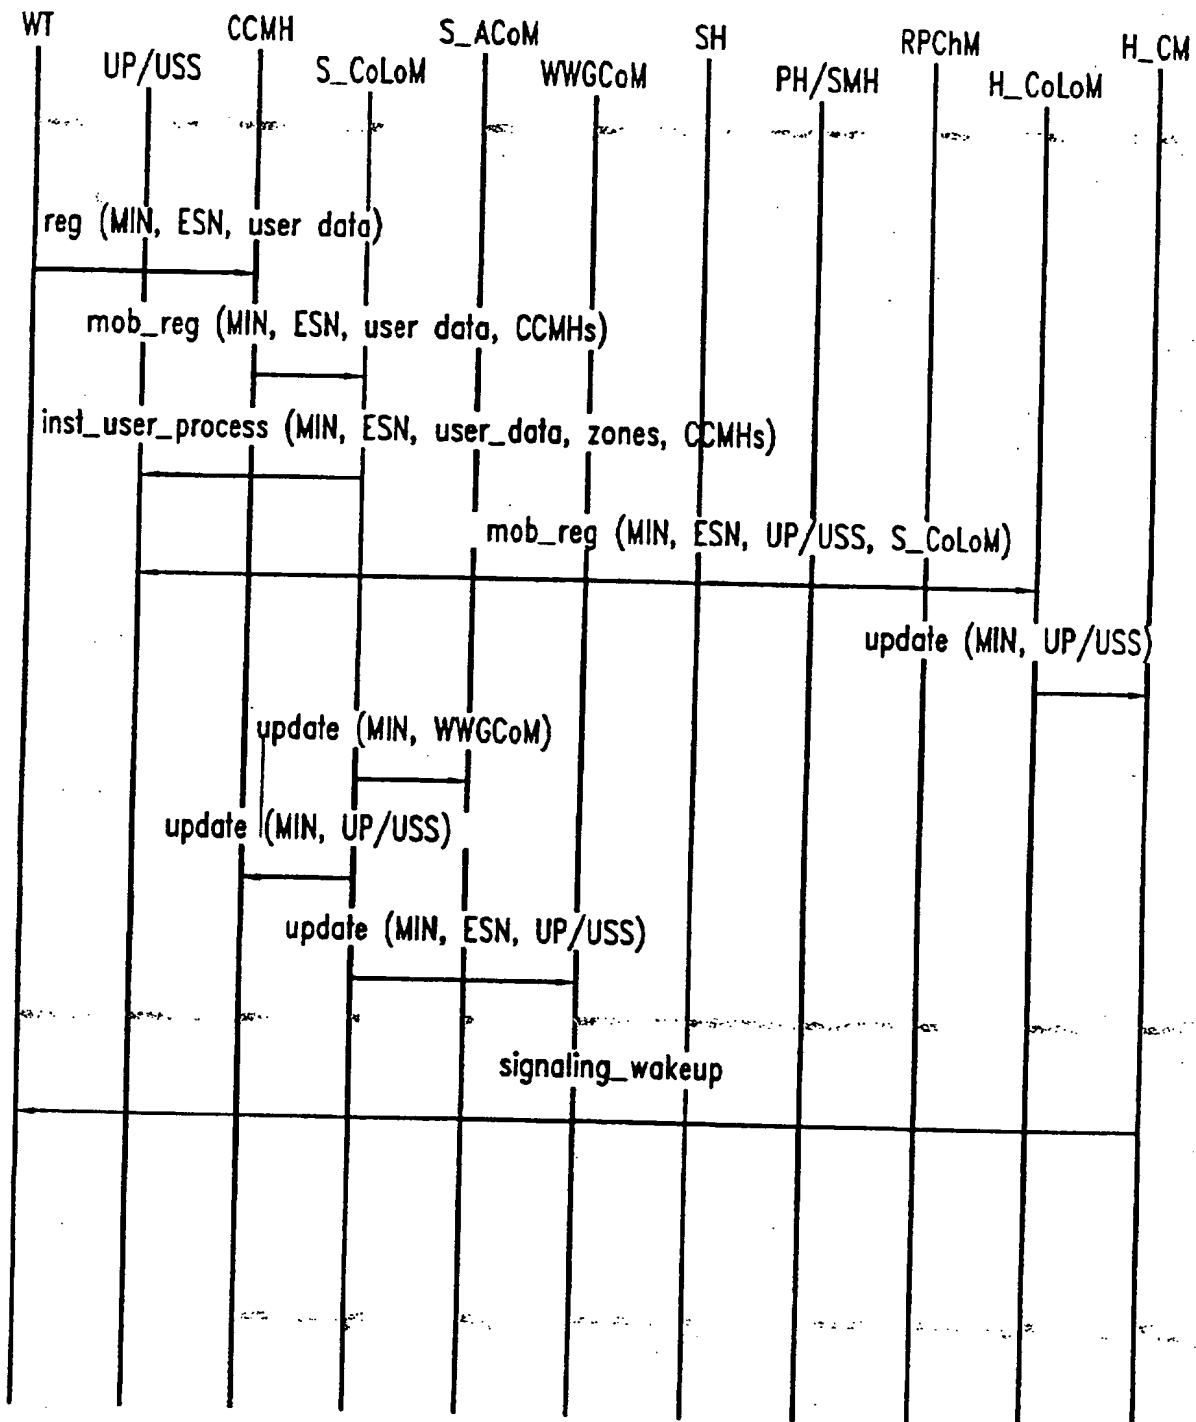 WT
CCMH
S_ACoM
SH
RPChM
H_CM
UP/USS
S_CoLoM
WWGCoM
PH/SMH
H_CoLoM
reg (MIN, ESN, user data)
mob_reg (MIN, ESN, user data, CCMHs)
inst_user_process (MIN, ESN, user_data, zones, CCMHs)
mob_reg (MIN, ESN, UP/USS, S_CoLoM)
update (MIN, UP/USS)
update (MIN, WWGCoM)
update (MIN, UP/USS)
update (MIN, ESN, UP/USS)
signaling_wakeup